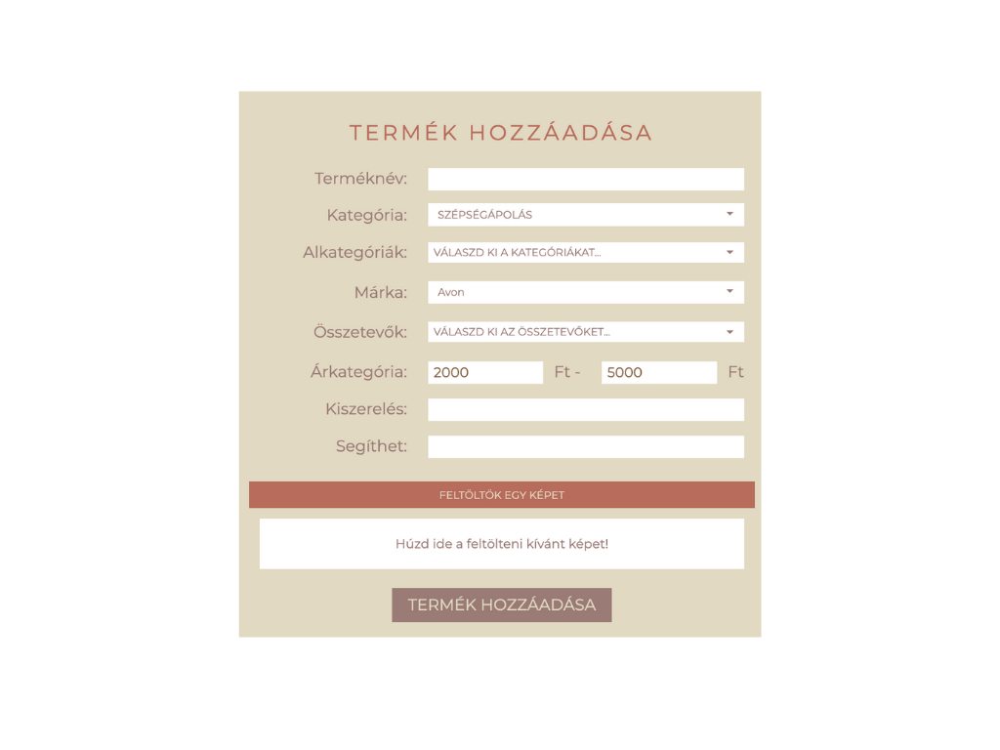 TERMÉK HOZZÁADÁSA
Terméknév:
Kategória: SZÉPSÉGÁPOLÁS
Alkategóriák: VÁLASZD KI A KATEGÓRIÁKAT...
Márka: Avon
Összetevők: VÁLASZD KI AZ ÖSSZETEVŐKET...
Árkategória: 2000 Ft - 5000 Ft
Kiszerelés:
Segíthet:
FELTÖLTÖK EGY KÉPET
Húzd ide a feltölteni kívánt képet!
TERMÉK HOZZÁADÁSA